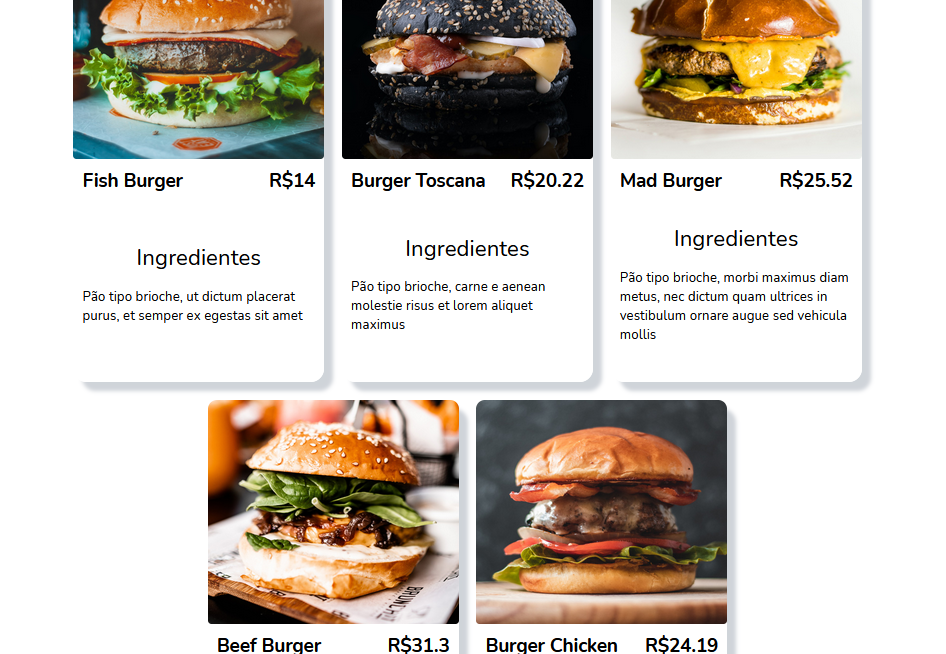 Fish Burger R$14
Ingredientes
Pão tipo brioche, ut dictum placerat
purus, et semper ex egestas sit amet
Burger Toscana R$20.22
Ingredientes
Pão tipo brioche, carne e aenean
molestie risus et lorem aliquet
maximus
Mad Burger R$25.52
Ingredientes
Pão tipo brioche, morbi maximus diam
metus, nec dictum quam ultrices in
vestibulum ornare augue sed vehicula
mollis
Beef Burger R$31.3
Burger Chicken R$24.19